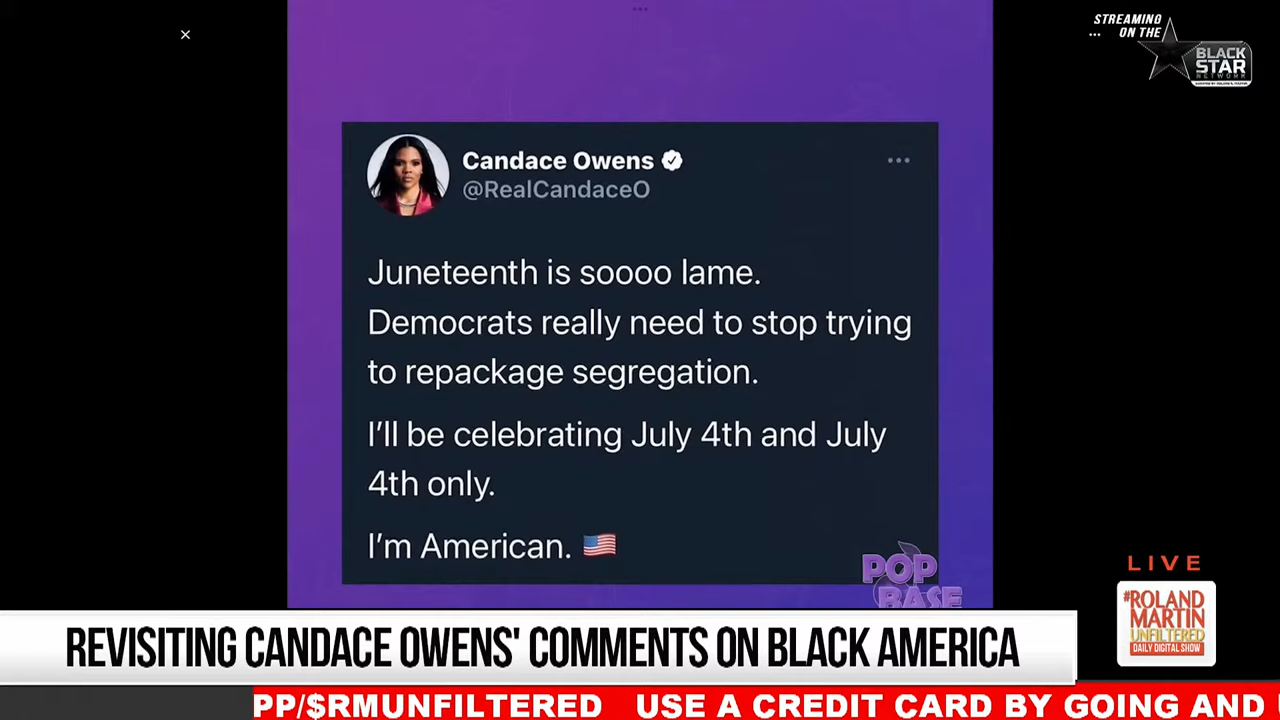 STREAMING
ON THE
BLACK
STAR
NETWORK
Candace Owens
@RealCandaceO
Juneteenth is soooo lame.
Democrats really need to stop trying
to repackage segregation.
I'll be celebrating July 4th and July
4th only.
I'm American. 🇺🇸
POP
BASE
LIVE
#ROLAND
MARTIN
UNFILTERED
DAILY DIGITAL SHOW
REVISITING CANDACE OWENS' COMMENTS ON BLACK AMERICA
PP/$RMUNFILTERED USE A CREDIT CARD BY GOING AND